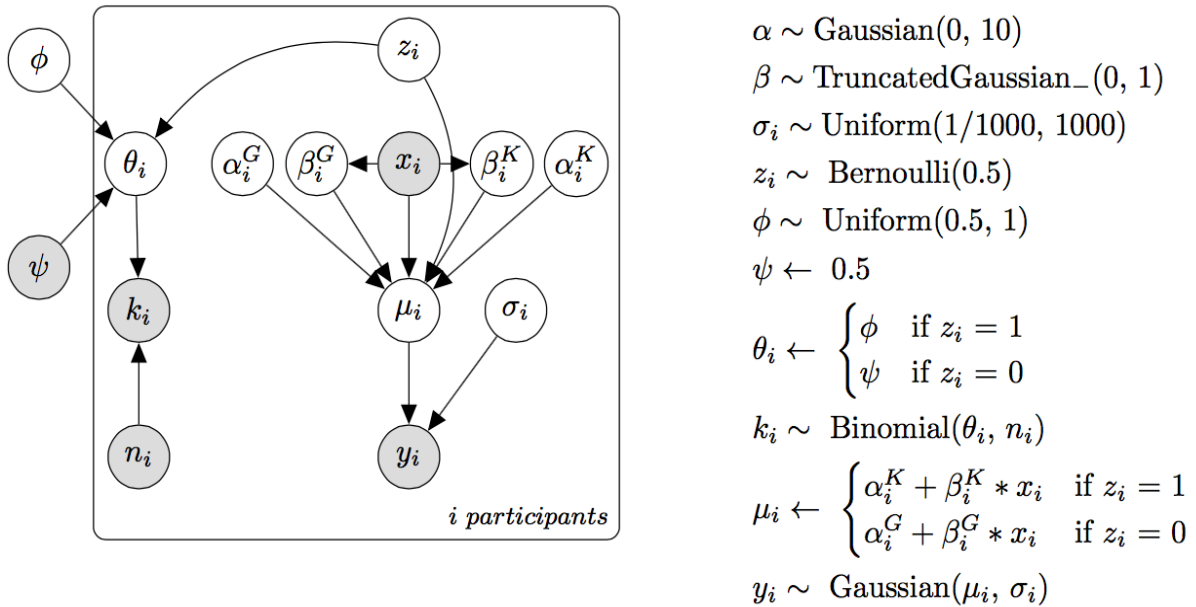 ϕ
z_i
θ_i
α_i^G
β_i^G
x_i
β_i^K
α_i^K
ψ
k_i
μ_i
σ_i
n_i
y_i
i participants
α ∼ Gaussian(0, 10)
β ∼ TruncatedGaussian_−(0, 1)
σ_i ∼ Uniform(1/1000, 1000)
z_i ∼ Bernoulli(0.5)
ϕ ∼ Uniform(0.5, 1)
ψ ← 0.5
θ_i ← { ϕ if z_i = 1
ψ if z_i = 0
k_i ∼ Binomial(θ_i, n_i)
μ_i ← { α_i^K + β_i^K ∗ x_i if z_i = 1
α_i^G + β_i^G ∗ x_i if z_i = 0
y_i ∼ Gaussian(μ_i, σ_i)